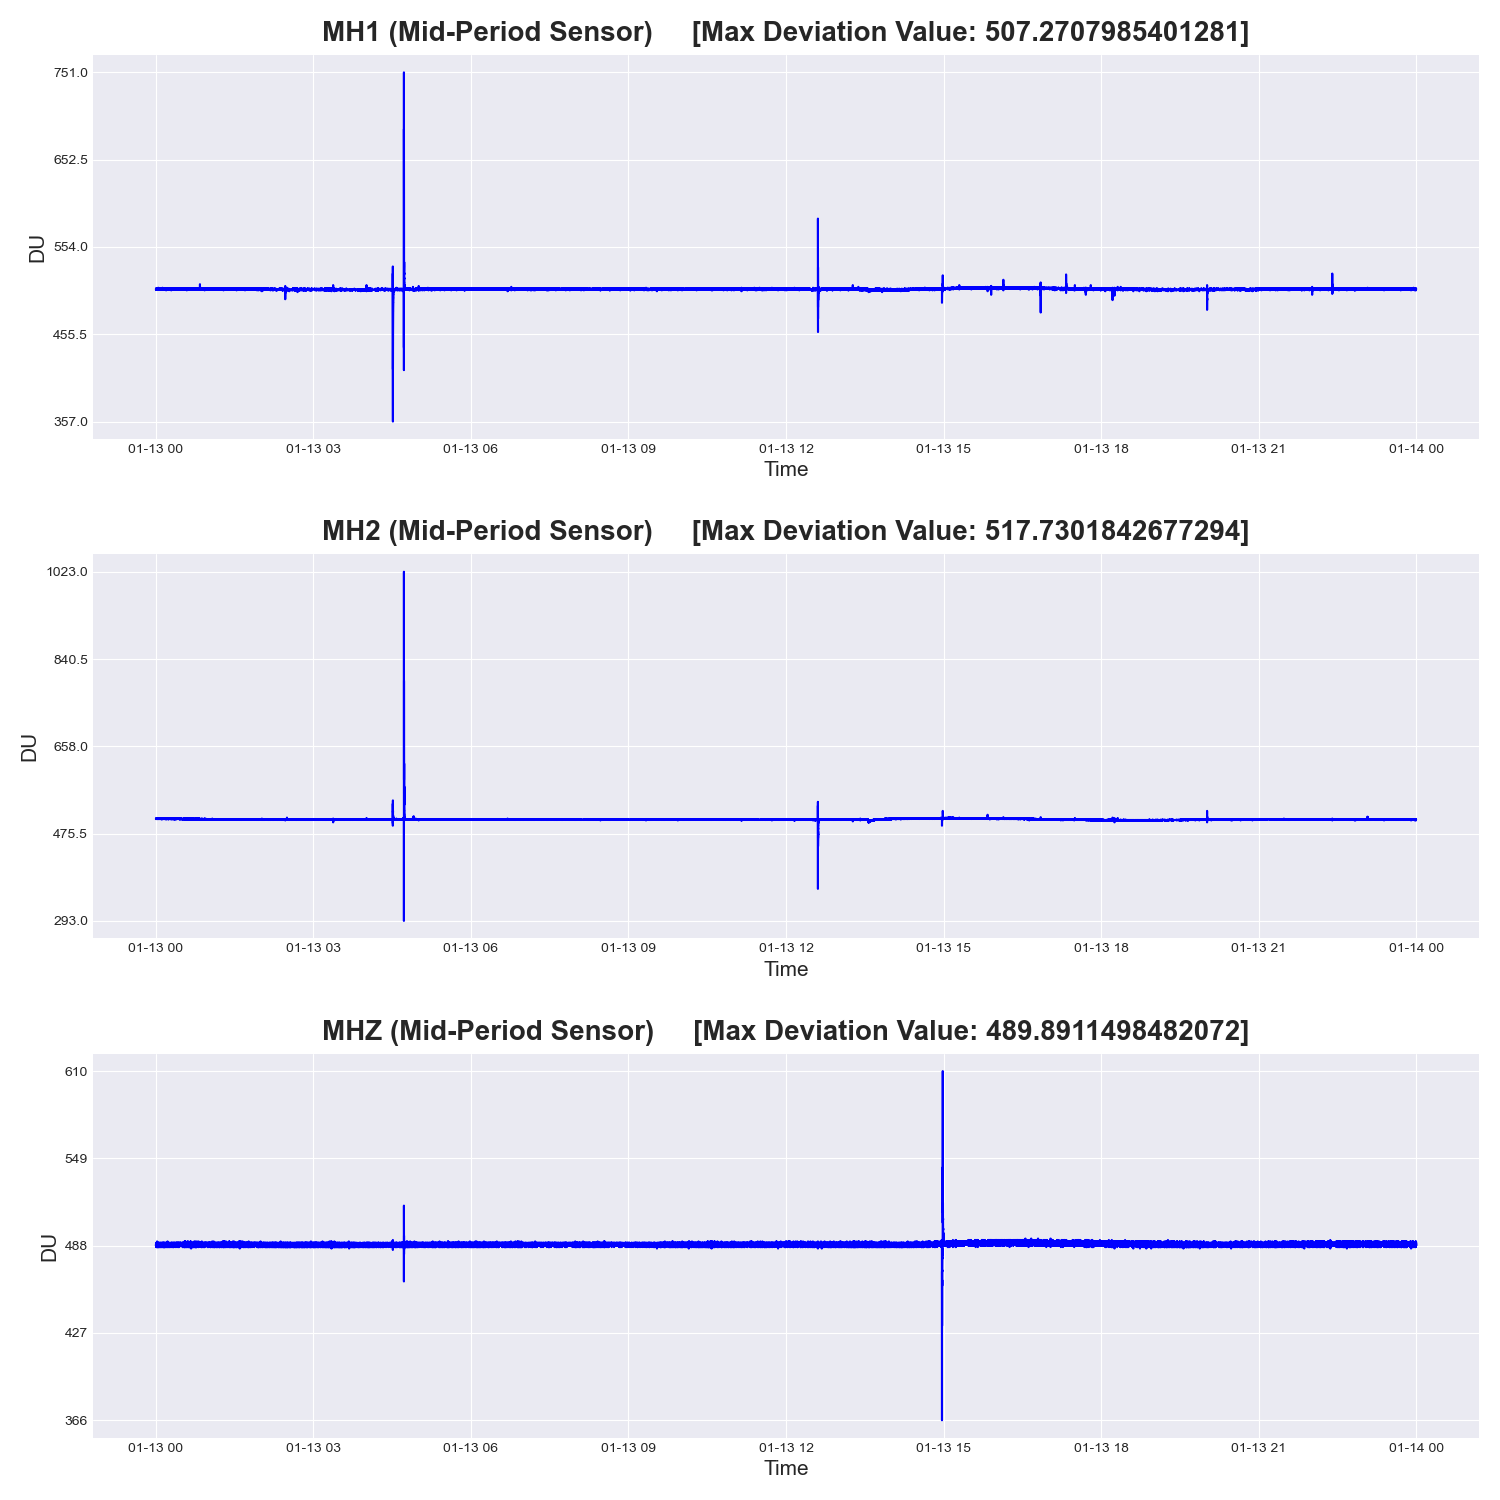 MH1 (Mid-Period Sensor) [Max Deviation Value: 507.2707985401281]
751.0
652.5
554.0
455.5
357.0
DU
01-13 00 01-13 03 01-13 06 01-13 09 01-13 12 01-13 15 01-13 18 01-13 21 01-14 00
Time
MH2 (Mid-Period Sensor) [Max Deviation Value: 517.7301842677294]
1023.0
840.5
658.0
475.5
293.0
DU
01-13 00 01-13 03 01-13 06 01-13 09 01-13 12 01-13 15 01-13 18 01-13 21 01-14 00
Time
MHZ (Mid-Period Sensor) [Max Deviation Value: 489.8911498482072]
610
549
488
427
366
DU
01-13 00 01-13 03 01-13 06 01-13 09 01-13 12 01-13 15 01-13 18 01-13 21 01-14 00
Time